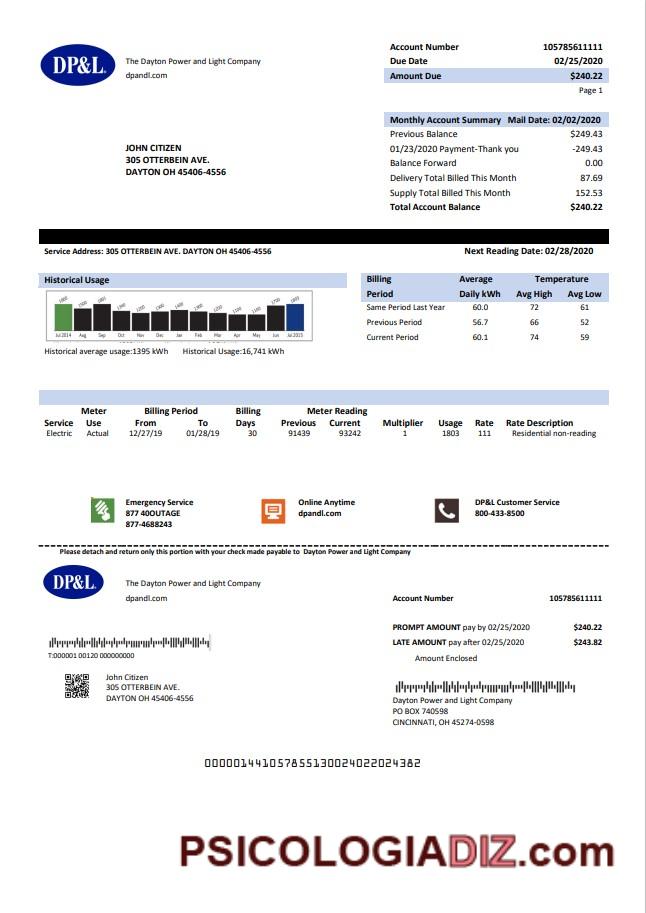 DP&L.
The Dayton Power and Light Company
dpandl.com
Account Number 105785611111
Due Date 02/25/2020
Amount Due $240.22
Page 1
Monthly Account Summary Mail Date: 02/02/2020
Previous Balance $249.43
01/23/2020 Payment-Thank you -249.43
Balance Forward 0.00
Delivery Total Billed This Month 87.69
Supply Total Billed This Month 152.53
Total Account Balance $240.22
JOHN CITIZEN
305 OTTERBEIN AVE.
DAYTON OH 45406-4556
Service Address: 305 OTTERBEIN AVE. DAYTON OH 45406-4556 Next Reading Date: 02/28/2020
Historical Usage
Jul 2014 Aug Sep Oct Nov Dec Jan Feb Mar Apr May Jun Jul 2015
Historical average usage:1395 kWh Historical Usage:16,741 kWh
Billing Average Temperature
Period Daily kWh Avg High Avg Low
Same Period Last Year 60.0 72 61
Previous Period 56.7 66 52
Current Period 60.1 74 59
Meter Billing Period Billing Meter Reading
Service Use From To Days Previous Current Multiplier Usage Rate Rate Description
Electric Actual 12/27/19 01/28/19 30 91439 93242 1 1803 111 Residential non-reading
Emergency Service
877 40OUTAGE
877-4688243
Online Anytime
dpandl.com
DP&L Customer Service
800-433-8500
Please detach and return only this portion with your check made payable to Dayton Power and Light Company
DP&L.
The Dayton Power and Light Company
dpandl.com
Account Number 105785611111
PROMPT AMOUNT pay by 02/25/2020 $240.22
LATE AMOUNT pay after 02/25/2020 $243.82
Amount Enclosed
T:000001 00120 000000000
John Citizen
305 OTTERBEIN AVE.
DAYTON OH 45406-4556
Dayton Power and Light Company
PO BOX 740598
CINCINNATI, OH 45274-0598
00000144105785513002402202438​2
PSICOLOGIADIZ.com